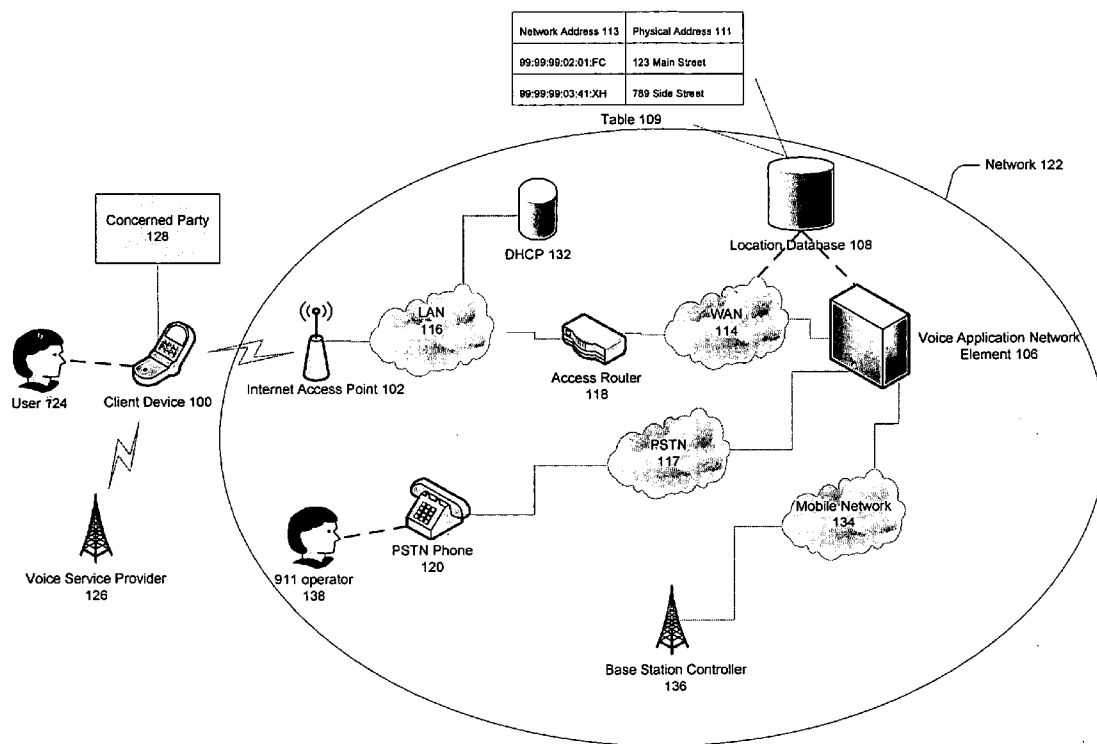 Network Address 113 Physical Address 111
99:99:99:02:01:FC 123 Main Street
99:99:99:03:41:XH 789 Side Street
Table 109
Network 122
Concerned Party
128
DHCP 132
Location Database 108
LAN
116
WAN
114
Voice Application Network
Element 106
User 124
Client Device 100
Internet Access Point 102
Access Router
118
PSTN
117
Mobile Network
134
PSTN Phone
120
911 operator
138
Voice Service Provider
126
Base Station Controller
136